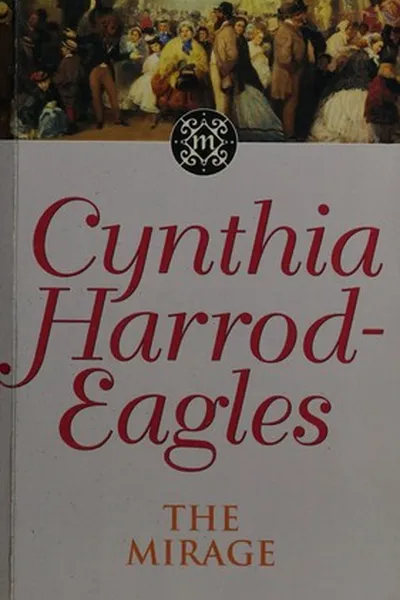 m
Cynthia
Harrod-
Eagles
THE
MIRAGE